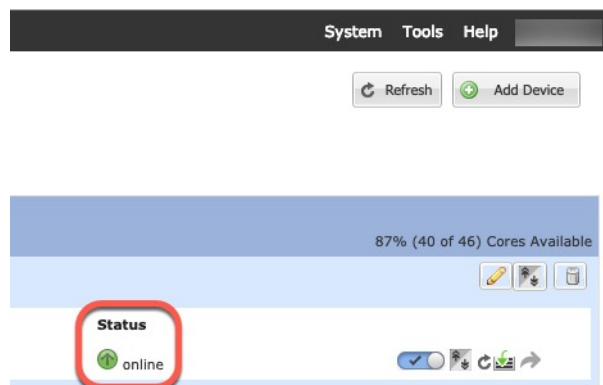 System Tools Help
Refresh Add Device
87% (40 of 46) Cores Available
Status
online